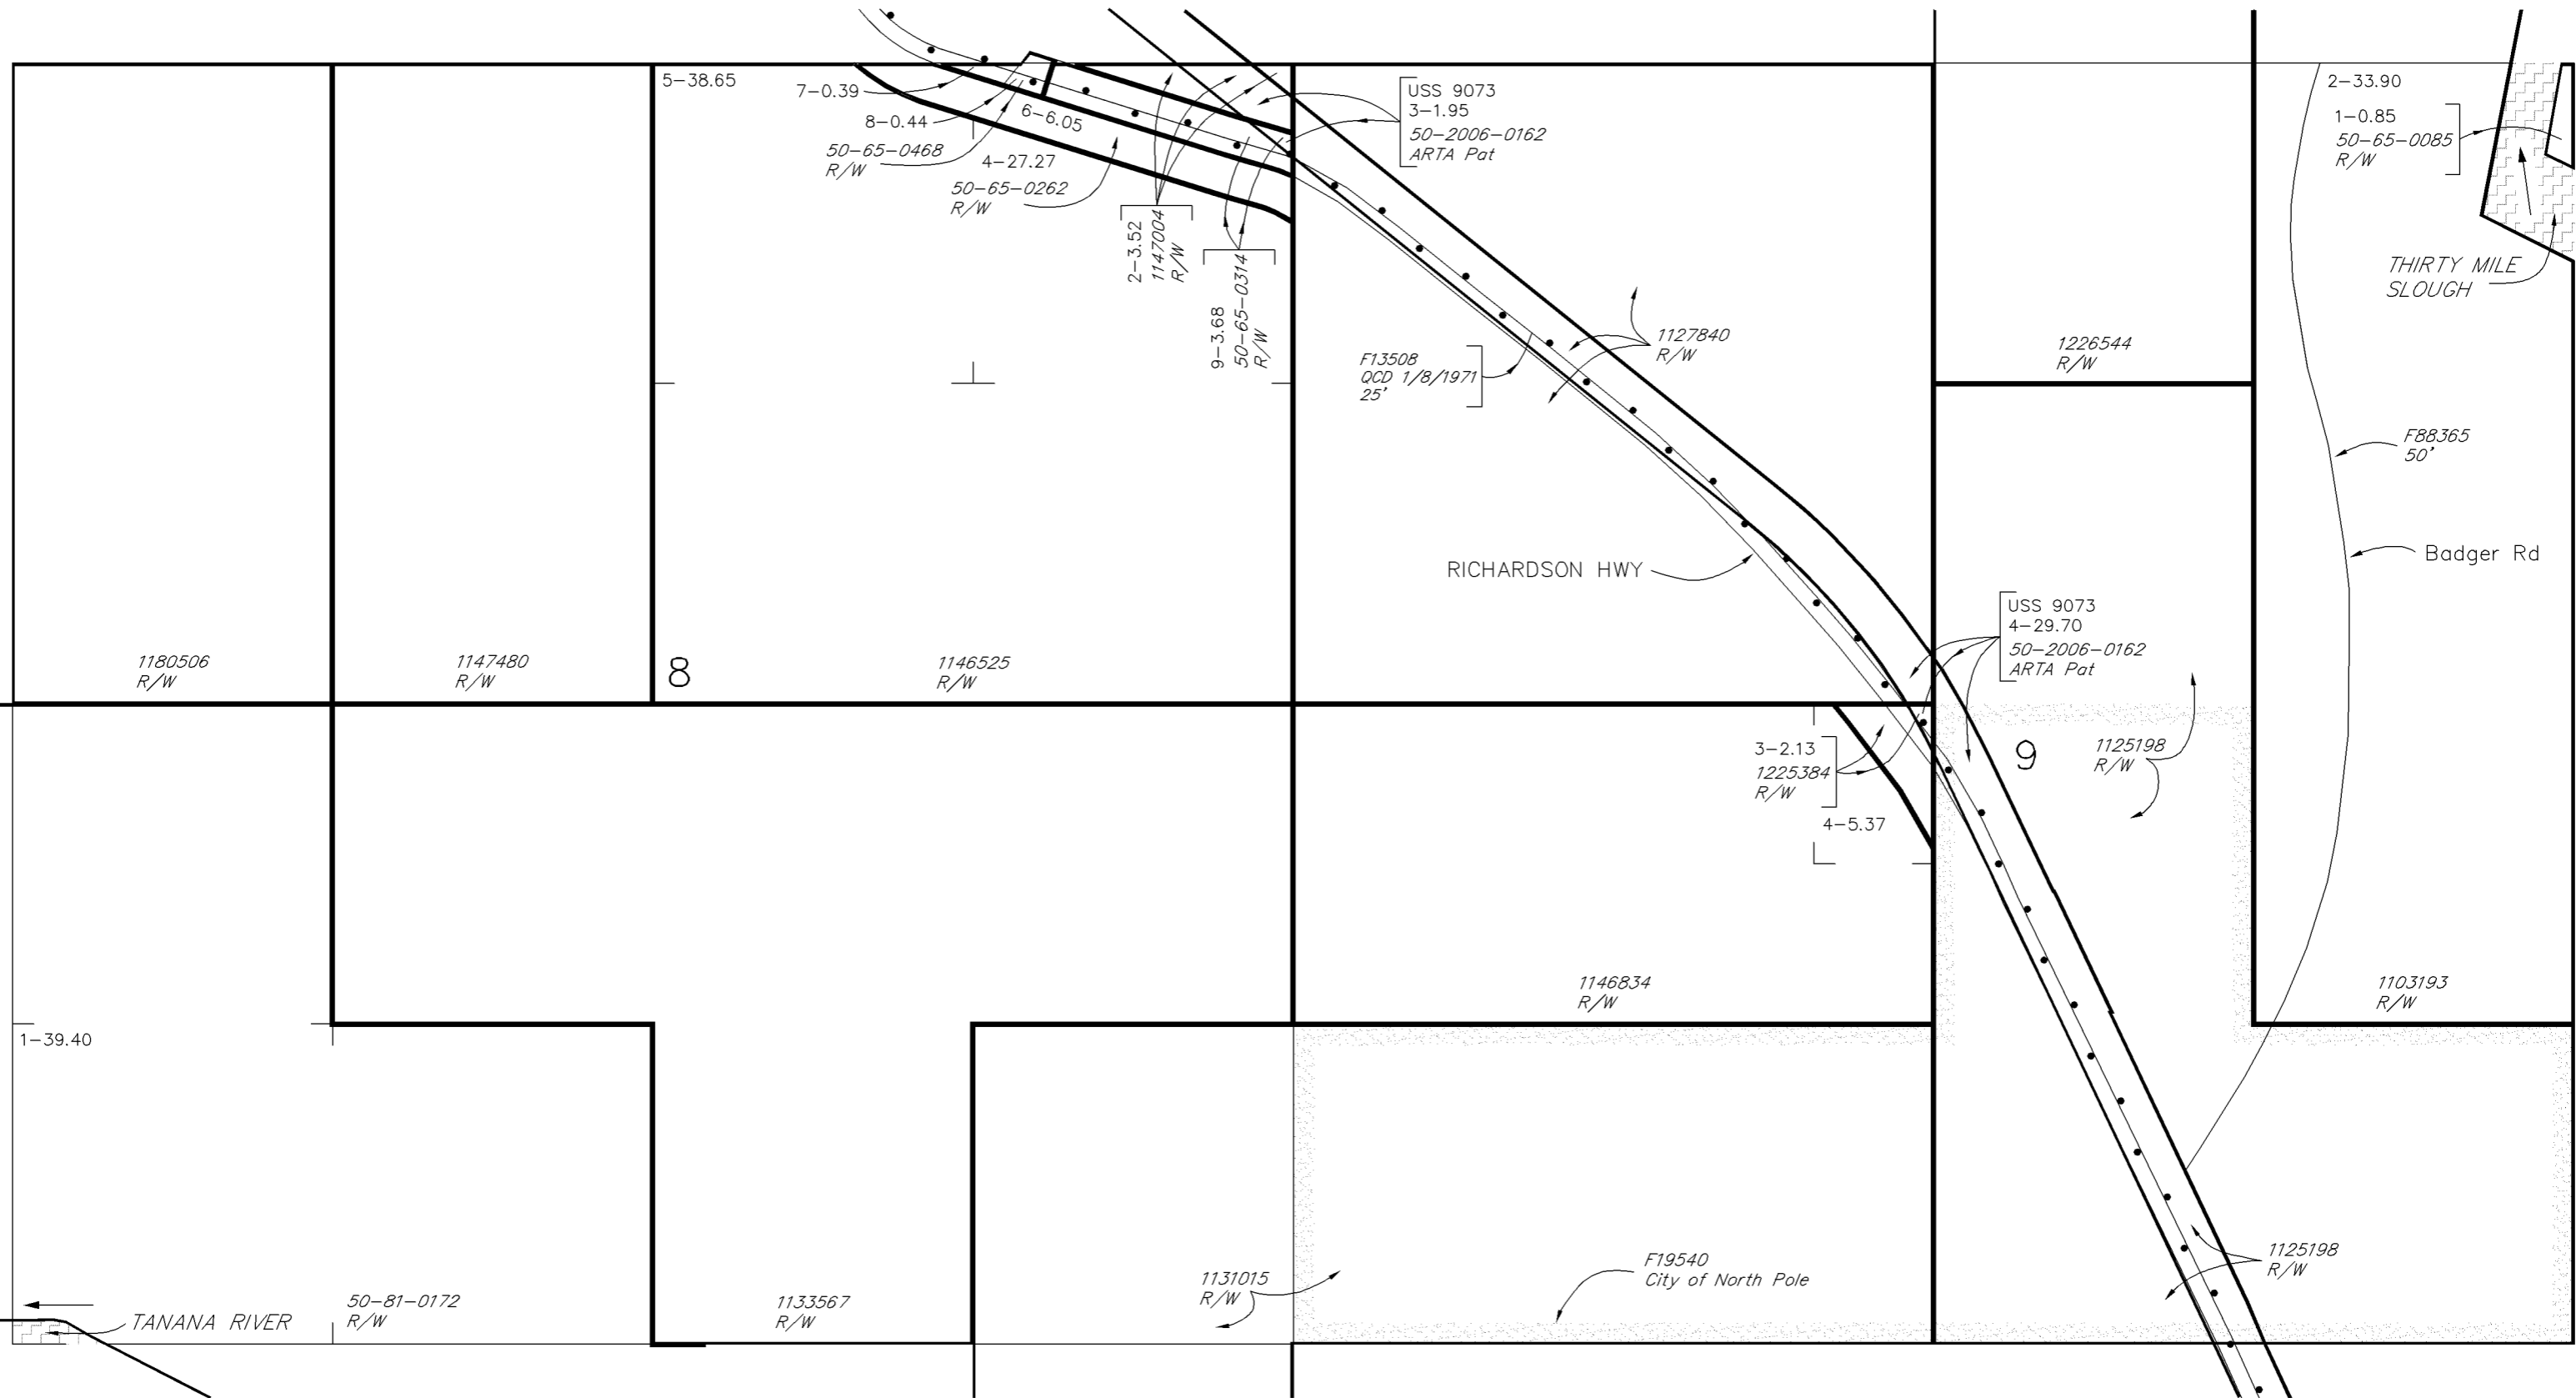 5-38.65
7-0.39
8-0.44
50-65-0468
R/W
6-6.05
4-27.27
50-65-0262
R/W
2-3.52
1147004
R/W
9-3.68
50-65-0314
R/W
USS 9073
3-1.95
50-2006-0162
ARTA Pat
2-33.90
1-0.85
50-65-0085
R/W
THIRTY MILE
SLOUGH
1127840
R/W
F13508
QCD 1/8/1971
25'
1226544
R/W
F88365
50'
Badger Rd
RICHARDSON HWY
USS 9073
4-29.70
50-2006-0162
ARTA Pat
1180506
R/W
1147480
R/W
8
1146525
R/W
3-2.13
1225384
R/W
4-5.37
9
1125198
R/W
1146834
R/W
1103193
R/W
1-39.40
TANANA RIVER
50-81-0172
R/W
1133567
R/W
1131015
R/W
F19540
City of North Pole
1125198
R/W